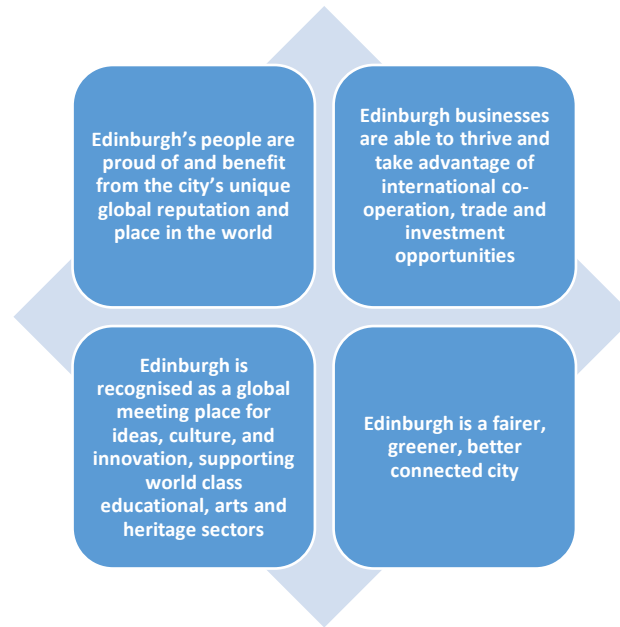 Edinburgh’s people are
proud of and benefit
from the city’s unique
global reputation and
place in the world
Edinburgh businesses
are able to thrive and
take advantage of
international co-
operation, trade and
investment
opportunities
Edinburgh is
recognised as a global
meeting place for
ideas, culture, and
innovation, supporting
world class
educational, arts and
heritage sectors
Edinburgh is a fairer,
greener, better
connected city